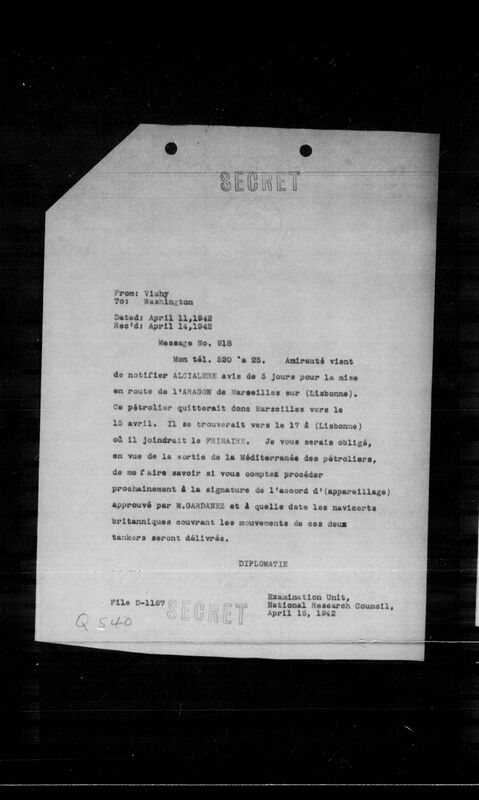 SECRET
From: Vichy
To: Washington
Dated: April 11,1942
Rec'd: April 14,1942
Message No. 918
Mon tél. 520 `a 25. Amirauté vient
de notifier ALCIALERE avis de 5 jours pour la mise
en route de l'ARAGON de Marseilles sur (Lisbonne).
Ce pétrolier quitterait donc Marseilles vers le
15 avril. Il se trouverait vers le 17 à (Lisbonne)
où il joindrait le PRIMAIRE. Je vous serais obligé,
en vue de la sortie de la Méditerranée des pétroliers,
de me faire savoir si vous comptez procéder
prochainement à la signature de l'accord d'(appareillage)
approuvé par M.GARDANEZ et à quelle date les navicerts
britanniques couvrant les mouvements de ces deux
tankers seront délivrés.
DIPLOMATIE
File D-1167
SECRET
Examination Unit,
National Research Council,
April 16, 1942
Q 540